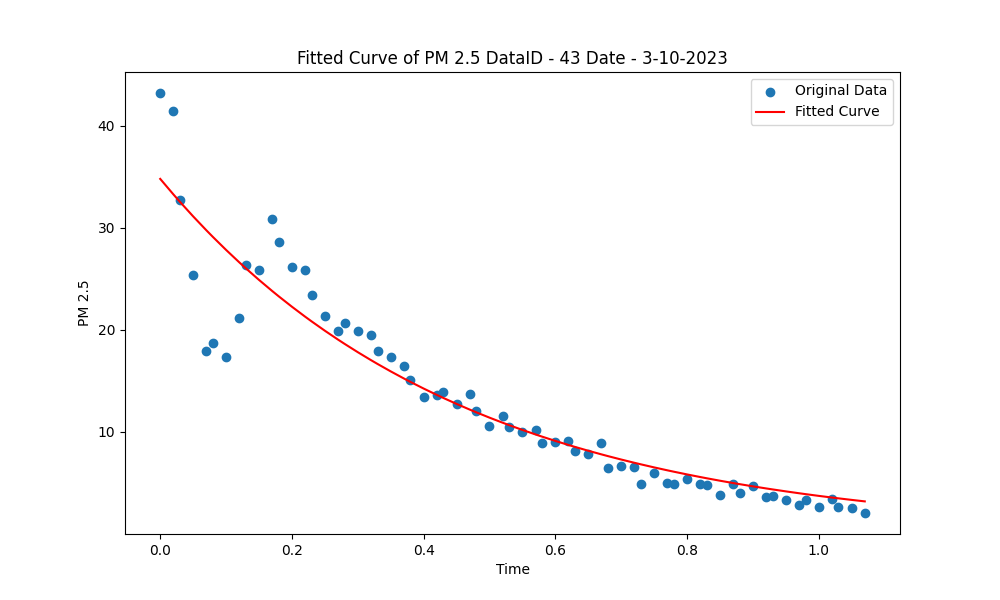 Fitted Curve of PM 2.5 DataID - 43 Date - 3-10-2023
Original Data
Fitted Curve
40
30
20
10
PM 2.5
0.0 0.2 0.4 0.6 0.8 1.0
Time